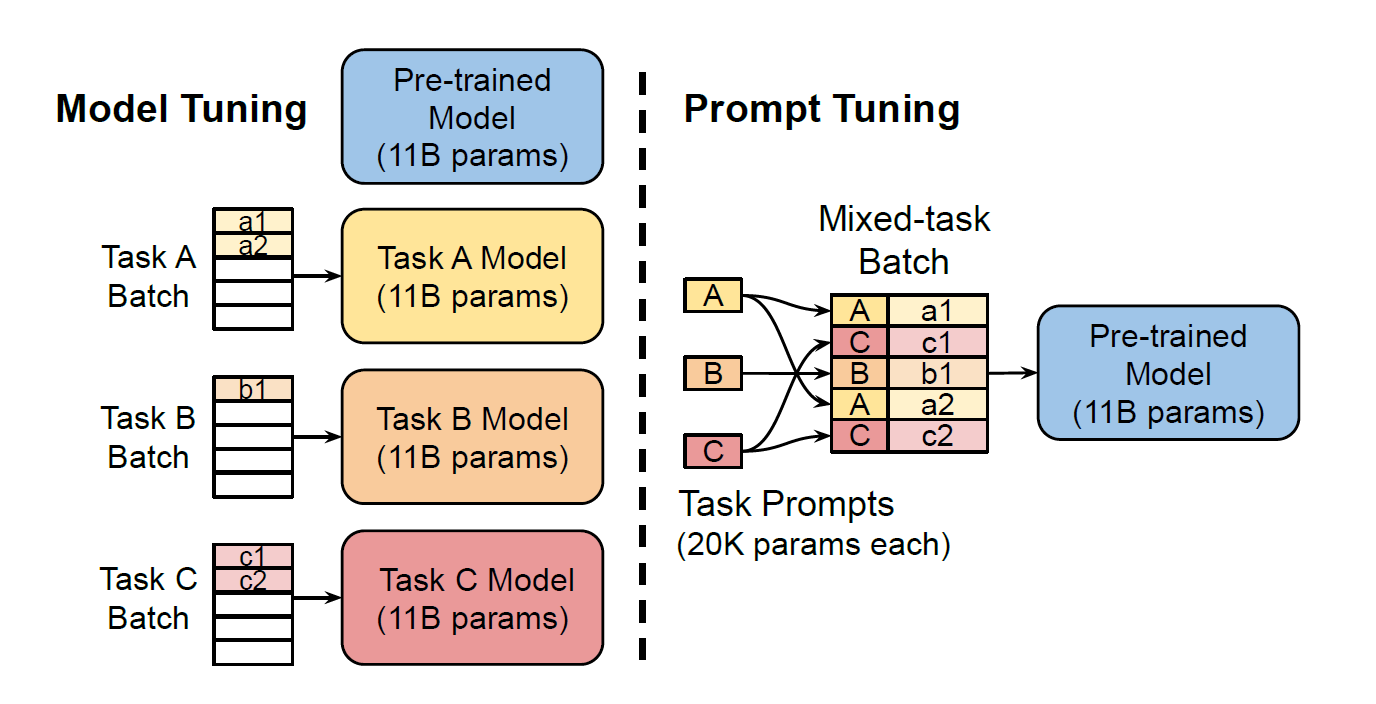 Model Tuning
Pre-trained
Model
(11B params)
a1
a2
Task A
Batch
Task A Model
(11B params)
b1
Task B
Batch
Task B Model
(11B params)
c1
c2
Task C
Batch
Task C Model
(11B params)
Prompt Tuning
Mixed-task
Batch
A
B
C
A a1
C c1
B b1
A a2
C c2
Task Prompts
(20K params each)
Pre-trained
Model
(11B params)